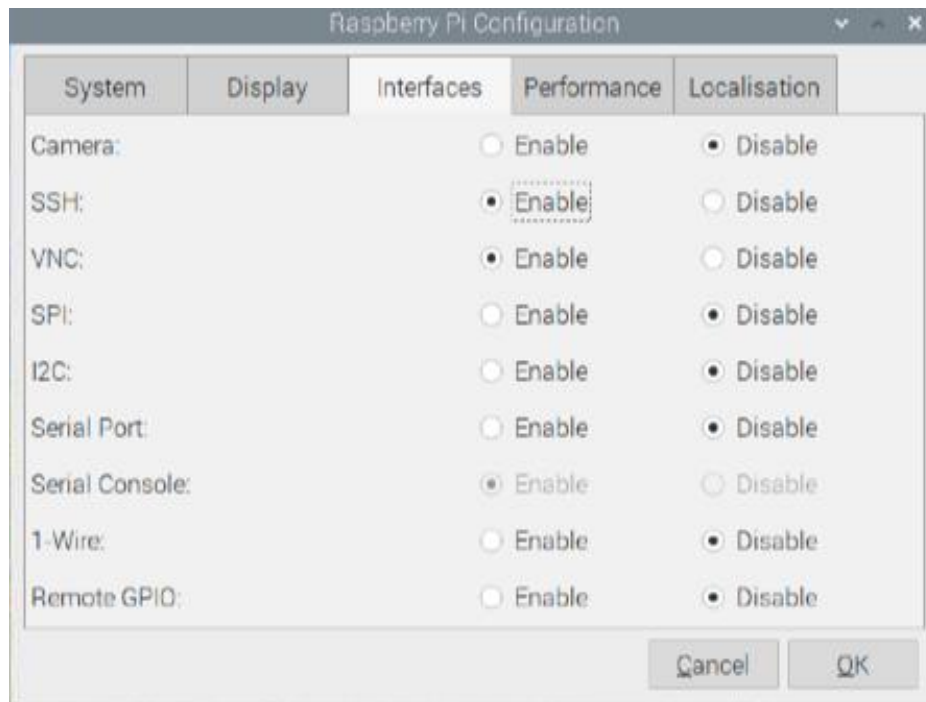 Raspberry Pi Configuration
System Display Interfaces Performance Localisation
Camera: Enable Disable
SSH: Enable Disable
VNC: Enable Disable
SPI: Enable Disable
I2C: Enable Disable
Serial Port: Enable Disable
Serial Console: Enable Disable
1-Wire: Enable Disable
Remote GPIO: Enable Disable
Cancel OK